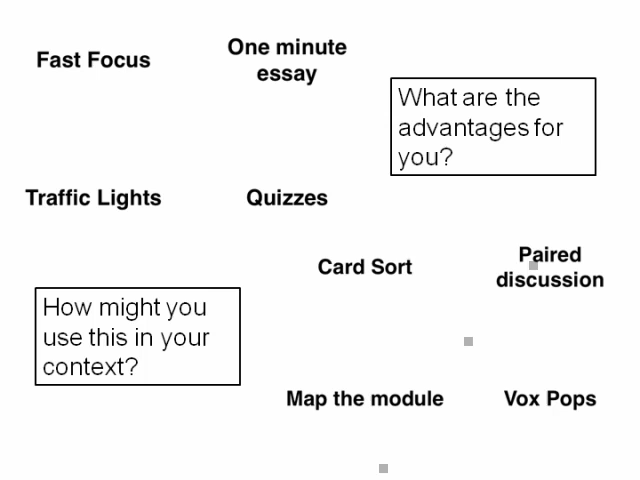 Fast Focus
One minute
essay
What are the
advantages for
you?
Traffic Lights
Quizzes
Card Sort
Paired
discussion
How might you
use this in your
context?
Map the module
Vox Pops